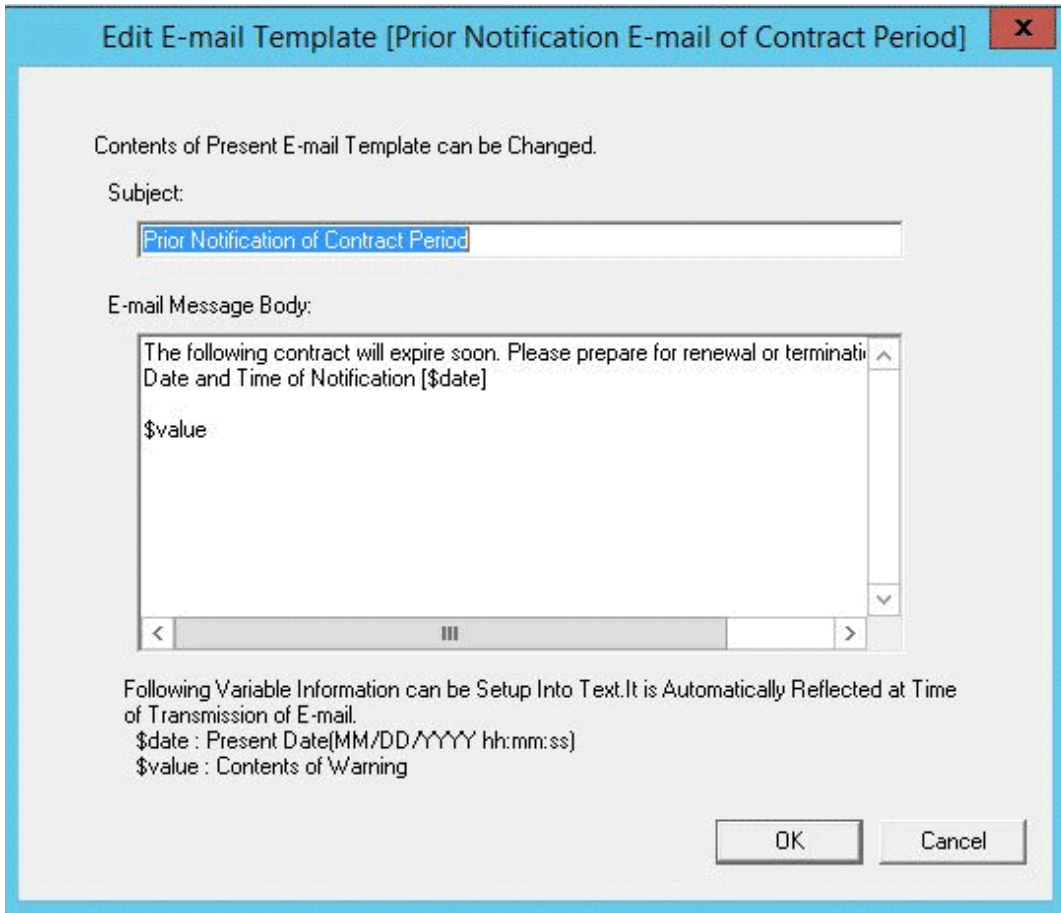 Edit E-mail Template [Prior Notification E-mail of Contract Period]
x
Contents of Present E-mail Template can be Changed.
Subject:
Prior Notification of Contract Period
E-mail Message Body:
The following contract will expire soon. Please prepare for renewal or terminati
Date and Time of Notification [$date]
$value
Following Variable Information can be Setup Into Text.It is Automatically Reflected at Time
of Transmission of E-mail.
$date : Present Date(MM/DD/YYYY hh:mm:ss)
$value : Contents of Warning
OK
Cancel